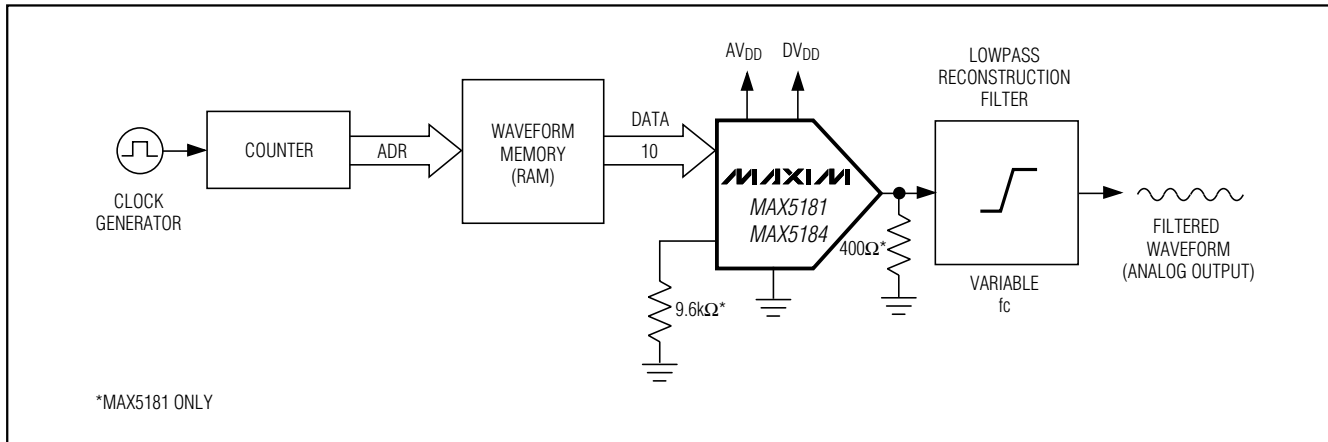 CLOCK
GENERATOR
COUNTER
ADR
WAVEFORM
MEMORY
(RAM)
DATA
10
AVDD
DVDD
MAXIM
MAX5181
MAX5184
9.6kΩ*
400Ω*
LOWPASS
RECONSTRUCTION
FILTER
VARIABLE
fc
FILTERED
WAVEFORM
(ANALOG OUTPUT)
*MAX5181 ONLY